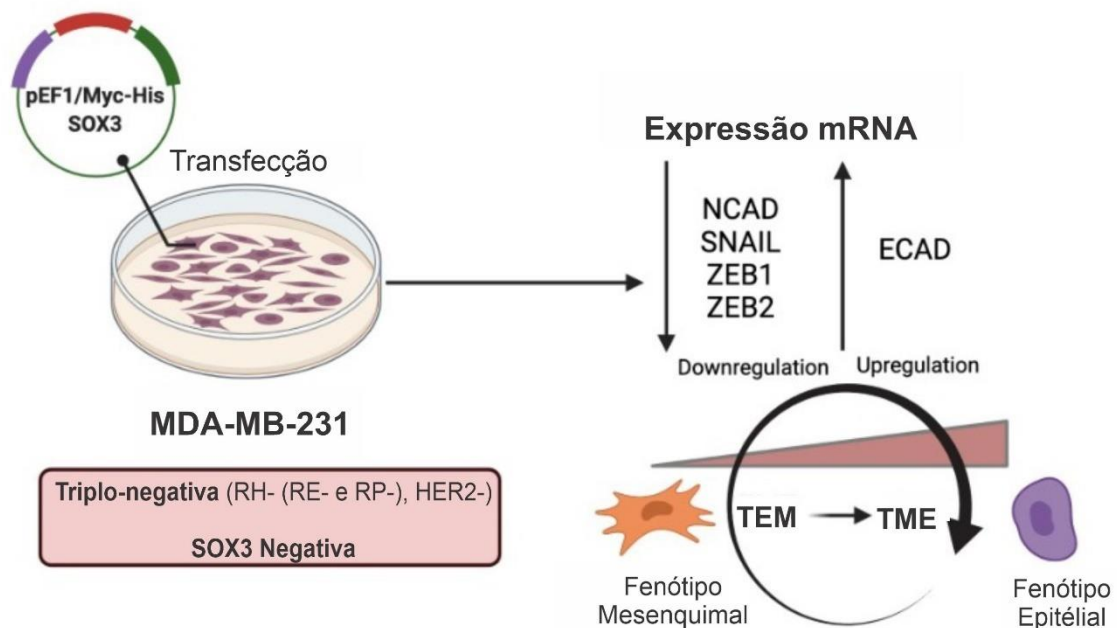 pEF1/Myc-His
SOX3
Transfecção
MDA-MB-231
Triplo-negativa (RH- (RE- e RP-), HER2-)
SOX3 Negativa
Expressão mRNA
NCAD
SNAIL
ZEB1
ZEB2
ECAD
Downregulation
Upregulation
TEM
TME
Fenótipo
Mesenquimal
Fenótipo
Epitélial